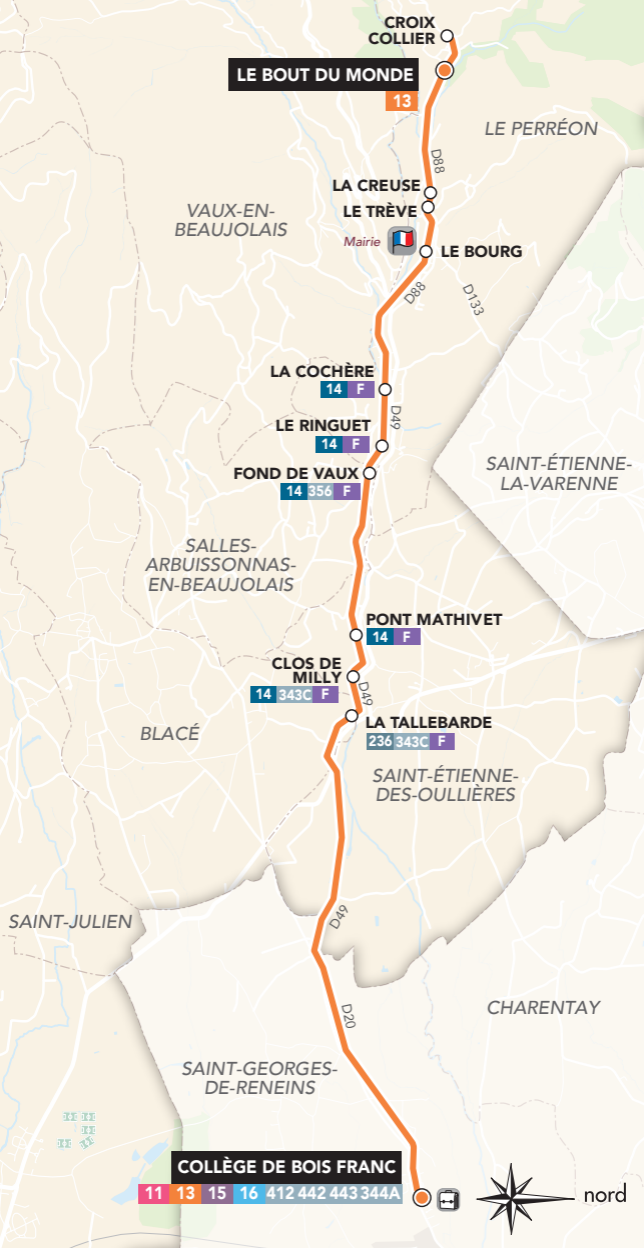 CROIX
COLLIER
LE BOUT DU MONDE
13
LE PERRÉON
D88
LA CREUSE
LE TRÈVE
VAUX-EN-
BEAUJOLAIS
Mairie
LE BOURG
D88
D133
LA COCHÈRE
14 F
D49
LE RINGUET
14 F
FOND DE VAUX
14 356 F
SAINT-ÉTIENNE-
LA-VARENNE
SALLES-
ARBUISSONNAS-
EN-BEAUJOLAIS
PONT MATHIVET
14 F
CLOS DE
MILLY
14 343C F
D49
LA TALLEBARDE
236 343C F
BLACÉ
SAINT-ÉTIENNE-
DES-OULLIÈRES
SAINT-JULIEN
D49
D20
CHARENTAY
SAINT-GEORGES-
DE-RENEINS
COLLÈGE DE BOIS FRANC
11 13 15 16 412 442 443 344A
nord